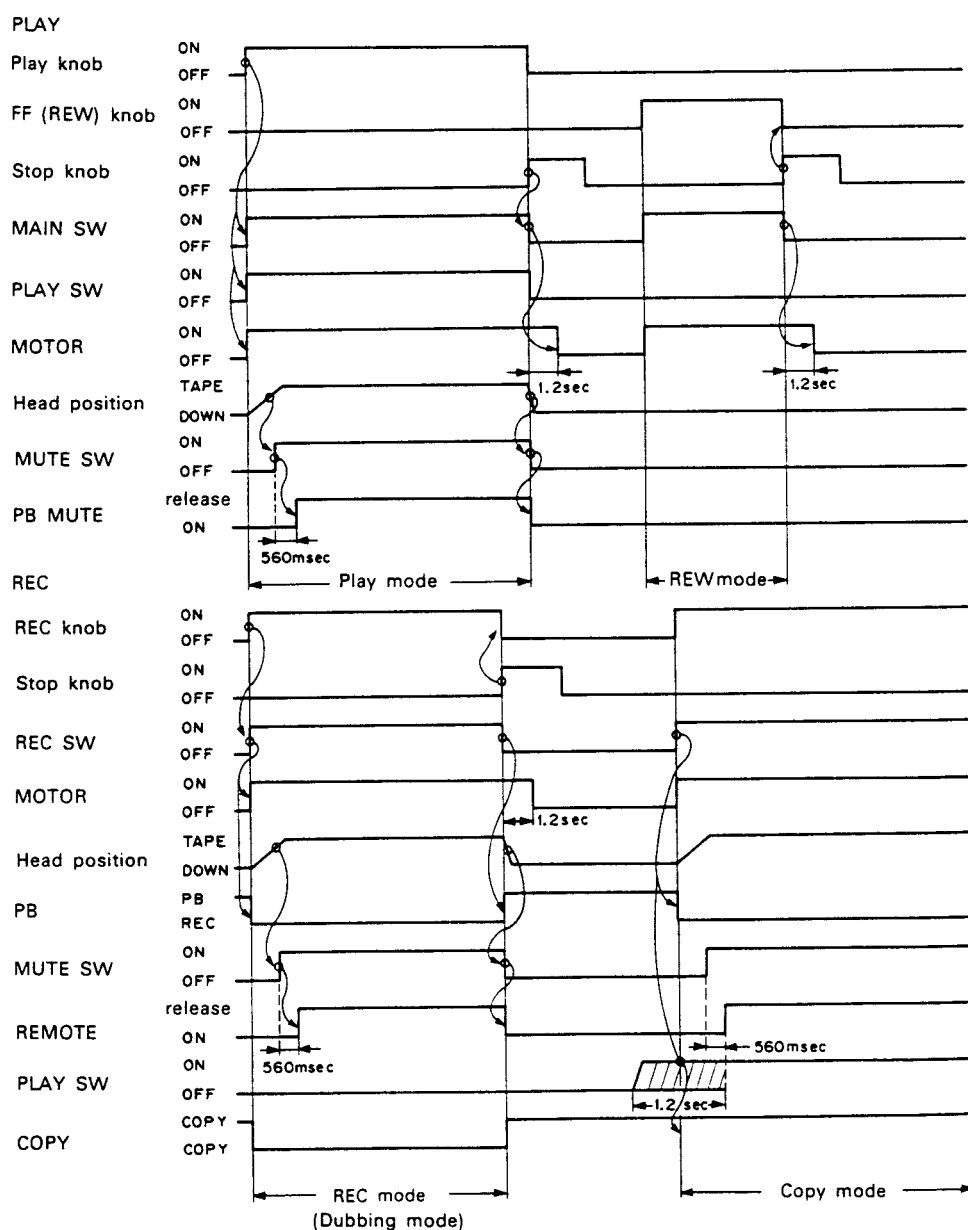 PLAY
Play knob ON
OFF
FF (REW) knob ON
OFF
Stop knob ON
OFF
MAIN SW ON
OFF
PLAY SW ON
OFF
MOTOR ON
OFF
1.2sec 1.2sec
Head position TAPE
DOWN
MUTE SW ON
OFF
PB MUTE release
ON
560msec
Play mode REW mode
REC
REC knob ON
OFF
Stop knob ON
OFF
REC SW ON
OFF
MOTOR ON
OFF
1.2sec
Head position TAPE
DOWN
PB PB
REC
MUTE SW ON
OFF
REMOTE release
ON
560msec 560msec
PLAY SW ON
OFF
1.2 sec
COPY COPY
COPY
REC mode
(Dubbing mode)
Copy mode